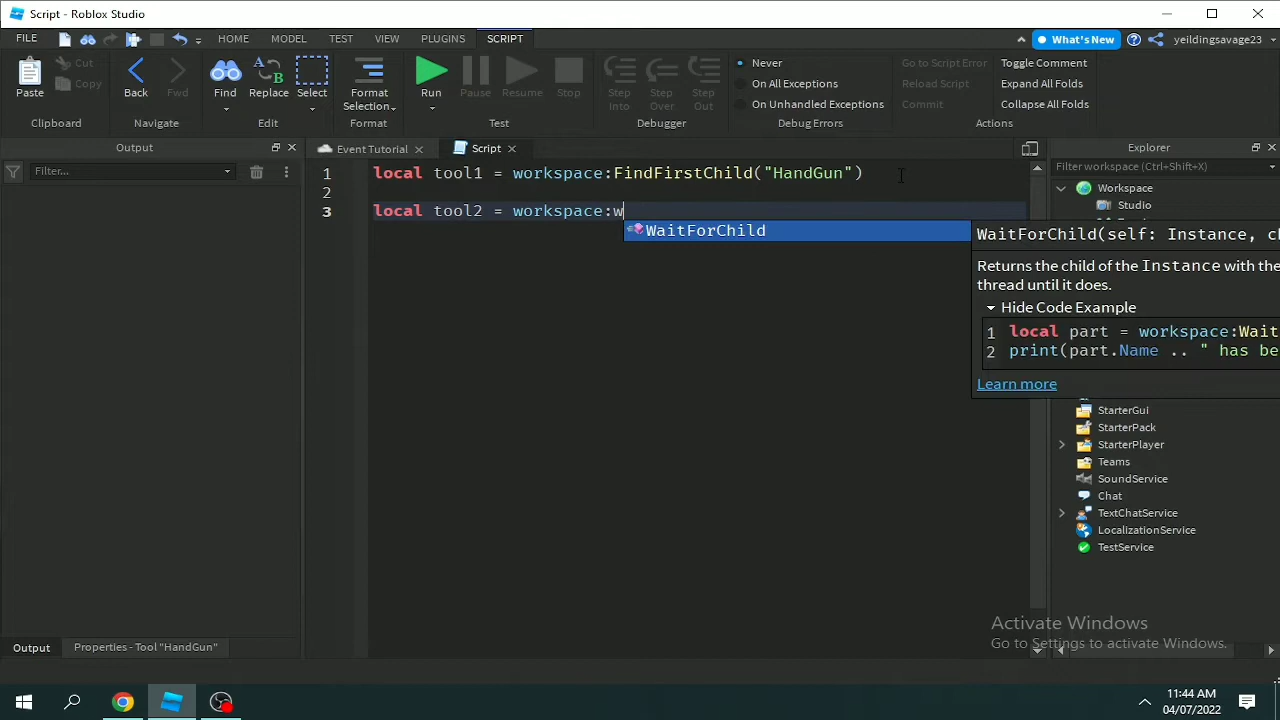 Script - Roblox Studio
FILE HOME MODEL TEST VIEW PLUGINS SCRIPT What's New yeildingsavage23
Paste Cut Copy Back Fwd Find Replace Select Format Selection Run Pause Resume Stop Step Into Step Over Step Out
Never
On All Exceptions
On Unhandled Exceptions
Go to Script Error
Reload Script
Commit
Toggle Comment
Expand All Folds
Collapse All Folds
Clipboard Navigate Edit Format Test Debugger Debug Errors Actions
Output Event Tutorial Script Explorer
Filter...
Filter workspace (Ctrl+Shift+X)
1 local tool1 = workspace:FindFirstChild("HandGun")
2
3 local tool2 = workspace:w
WaitForChild
WaitForChild(self: Instance, ch
Returns the child of the Instance with the
thread until it does.
Hide Code Example
1 local part = workspace:Wait
2 print(part.Name .. " has be
Learn more
Workspace
Studio
StarterGui
StarterPack
StarterPlayer
Teams
SoundService
Chat
TextChatService
LocalizationService
TestService
Activate Windows
Go to Settings to activate Windows.
Output Properties - Tool "HandGun"
11:44 AM
04/07/2022